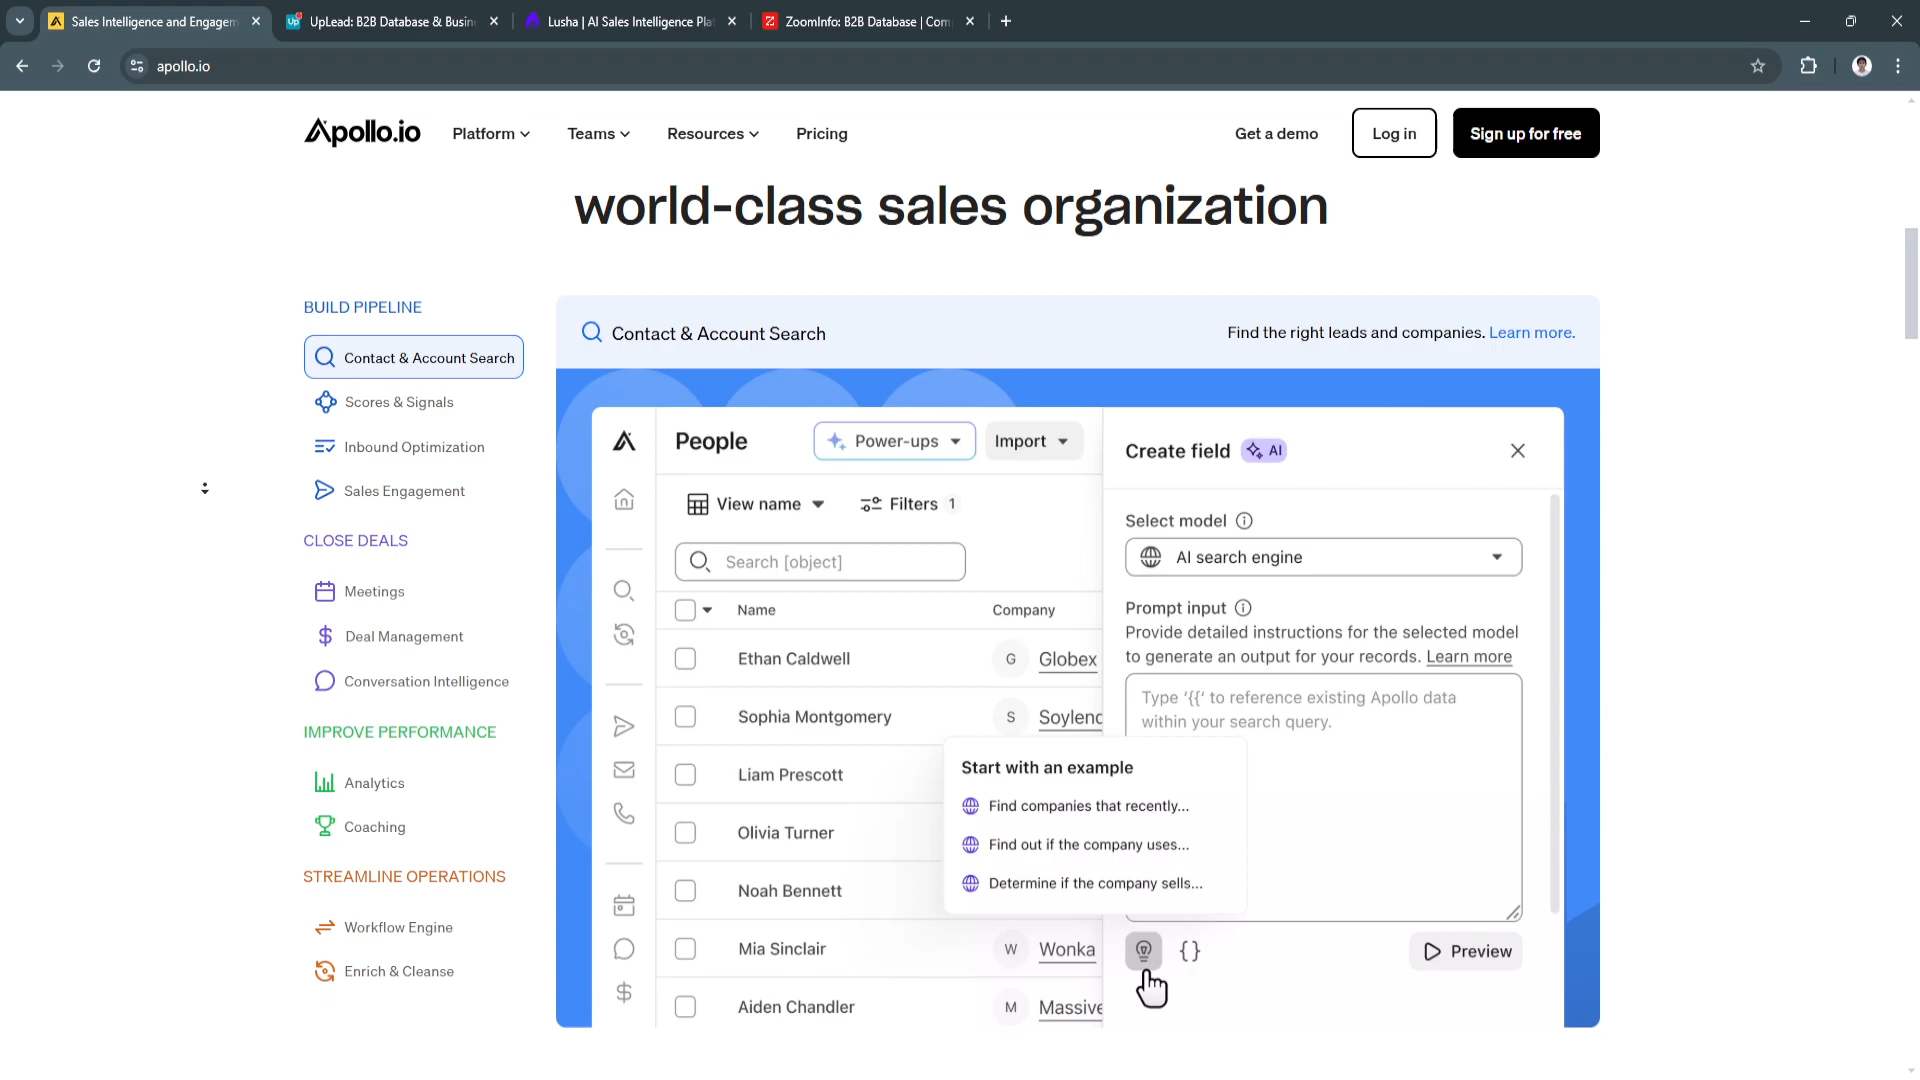 Sales Intelligence and Engagem
UpLead: B2B Database & Busin
Lusha | AI Sales Intelligence Pla
ZoomInfo: B2B Database | Com
apollo.io
Apollo.io
Platform
Teams
Resources
Pricing
Get a demo
Log in
Sign up for free
world-class sales organization
BUILD PIPELINE
Contact & Account Search
Scores & Signals
Inbound Optimization
Sales Engagement
CLOSE DEALS
Meetings
Deal Management
Conversation Intelligence
IMPROVE PERFORMANCE
Analytics
Coaching
STREAMLINE OPERATIONS
Workflow Engine
Enrich & Cleanse
Contact & Account Search
Find the right leads and companies. Learn more.
People
Power-ups
Import
View name
Filters 1
Search [object]
Name
Company
Ethan Caldwell
G Globex
Sophia Montgomery
S Soylenc
Liam Prescott
Olivia Turner
Noah Bennett
Mia Sinclair
W Wonka
Aiden Chandler
M Massive
Create field
AI
Select model
AI search engine
Prompt input
Provide detailed instructions for the selected model
to generate an output for your records. Learn more
Type '{{' to reference existing Apollo data
within your search query.
Start with an example
Find companies that recently...
Find out if the company uses...
Determine if the company sells...
{}
Preview